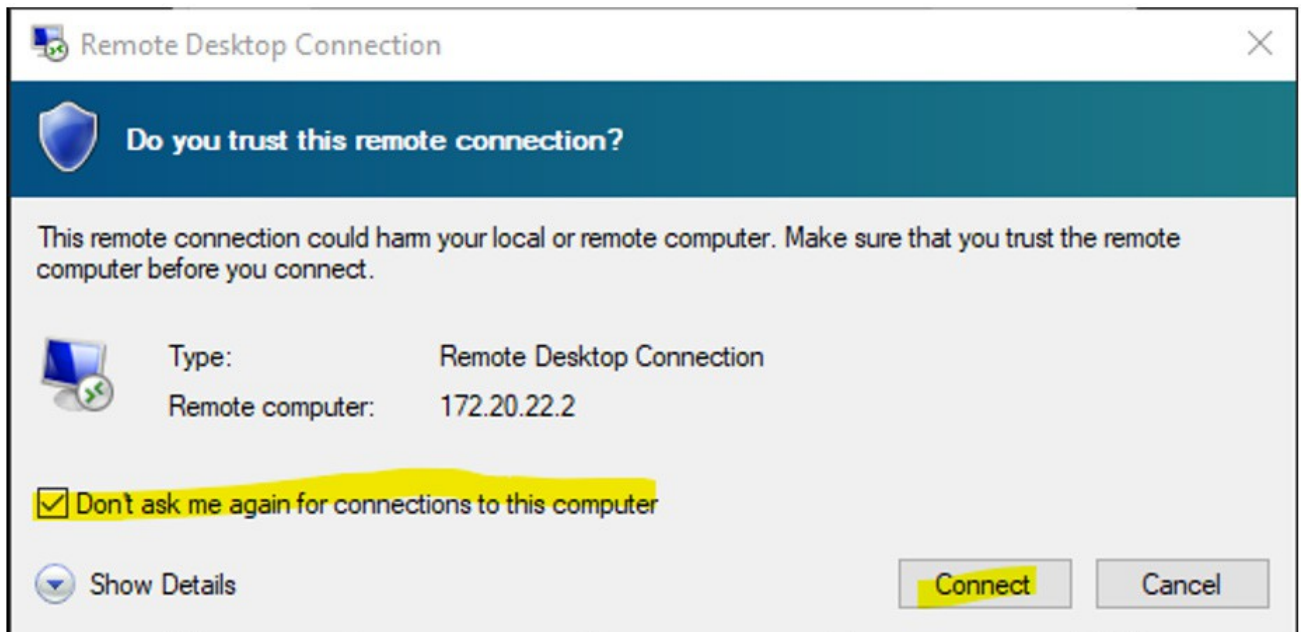 Remote Desktop Connection
Do you trust this remote connection?
This remote connection could harm your local or remote computer. Make sure that you trust the remote
computer before you connect.
Type: Remote Desktop Connection
Remote computer: 172.20.22.2
Don't ask me again for connections to this computer
Show Details Connect Cancel